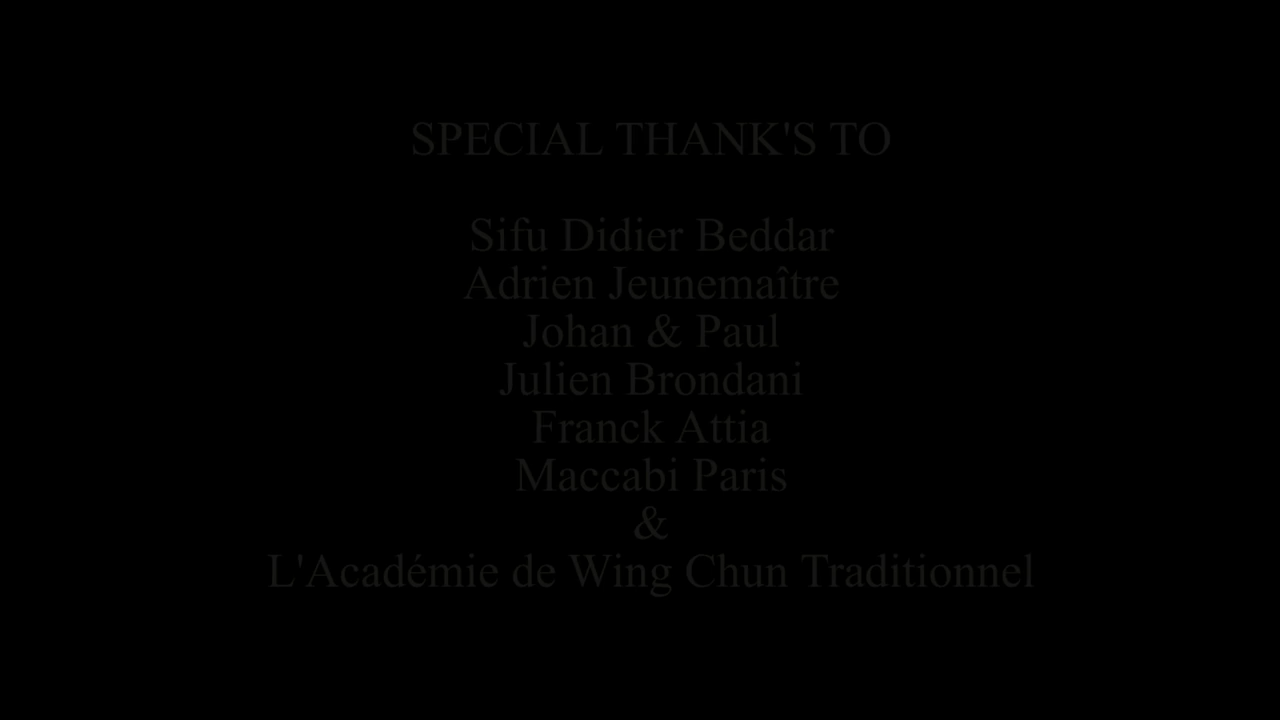 SPECIAL THANK'S TO
Sifu Didier Beddar
Adrien Jeunemaître
Johan & Paul
Julien Brondani
Franck Attia
Maccabi Paris
&
L'Académie de Wing Chun Traditionnel